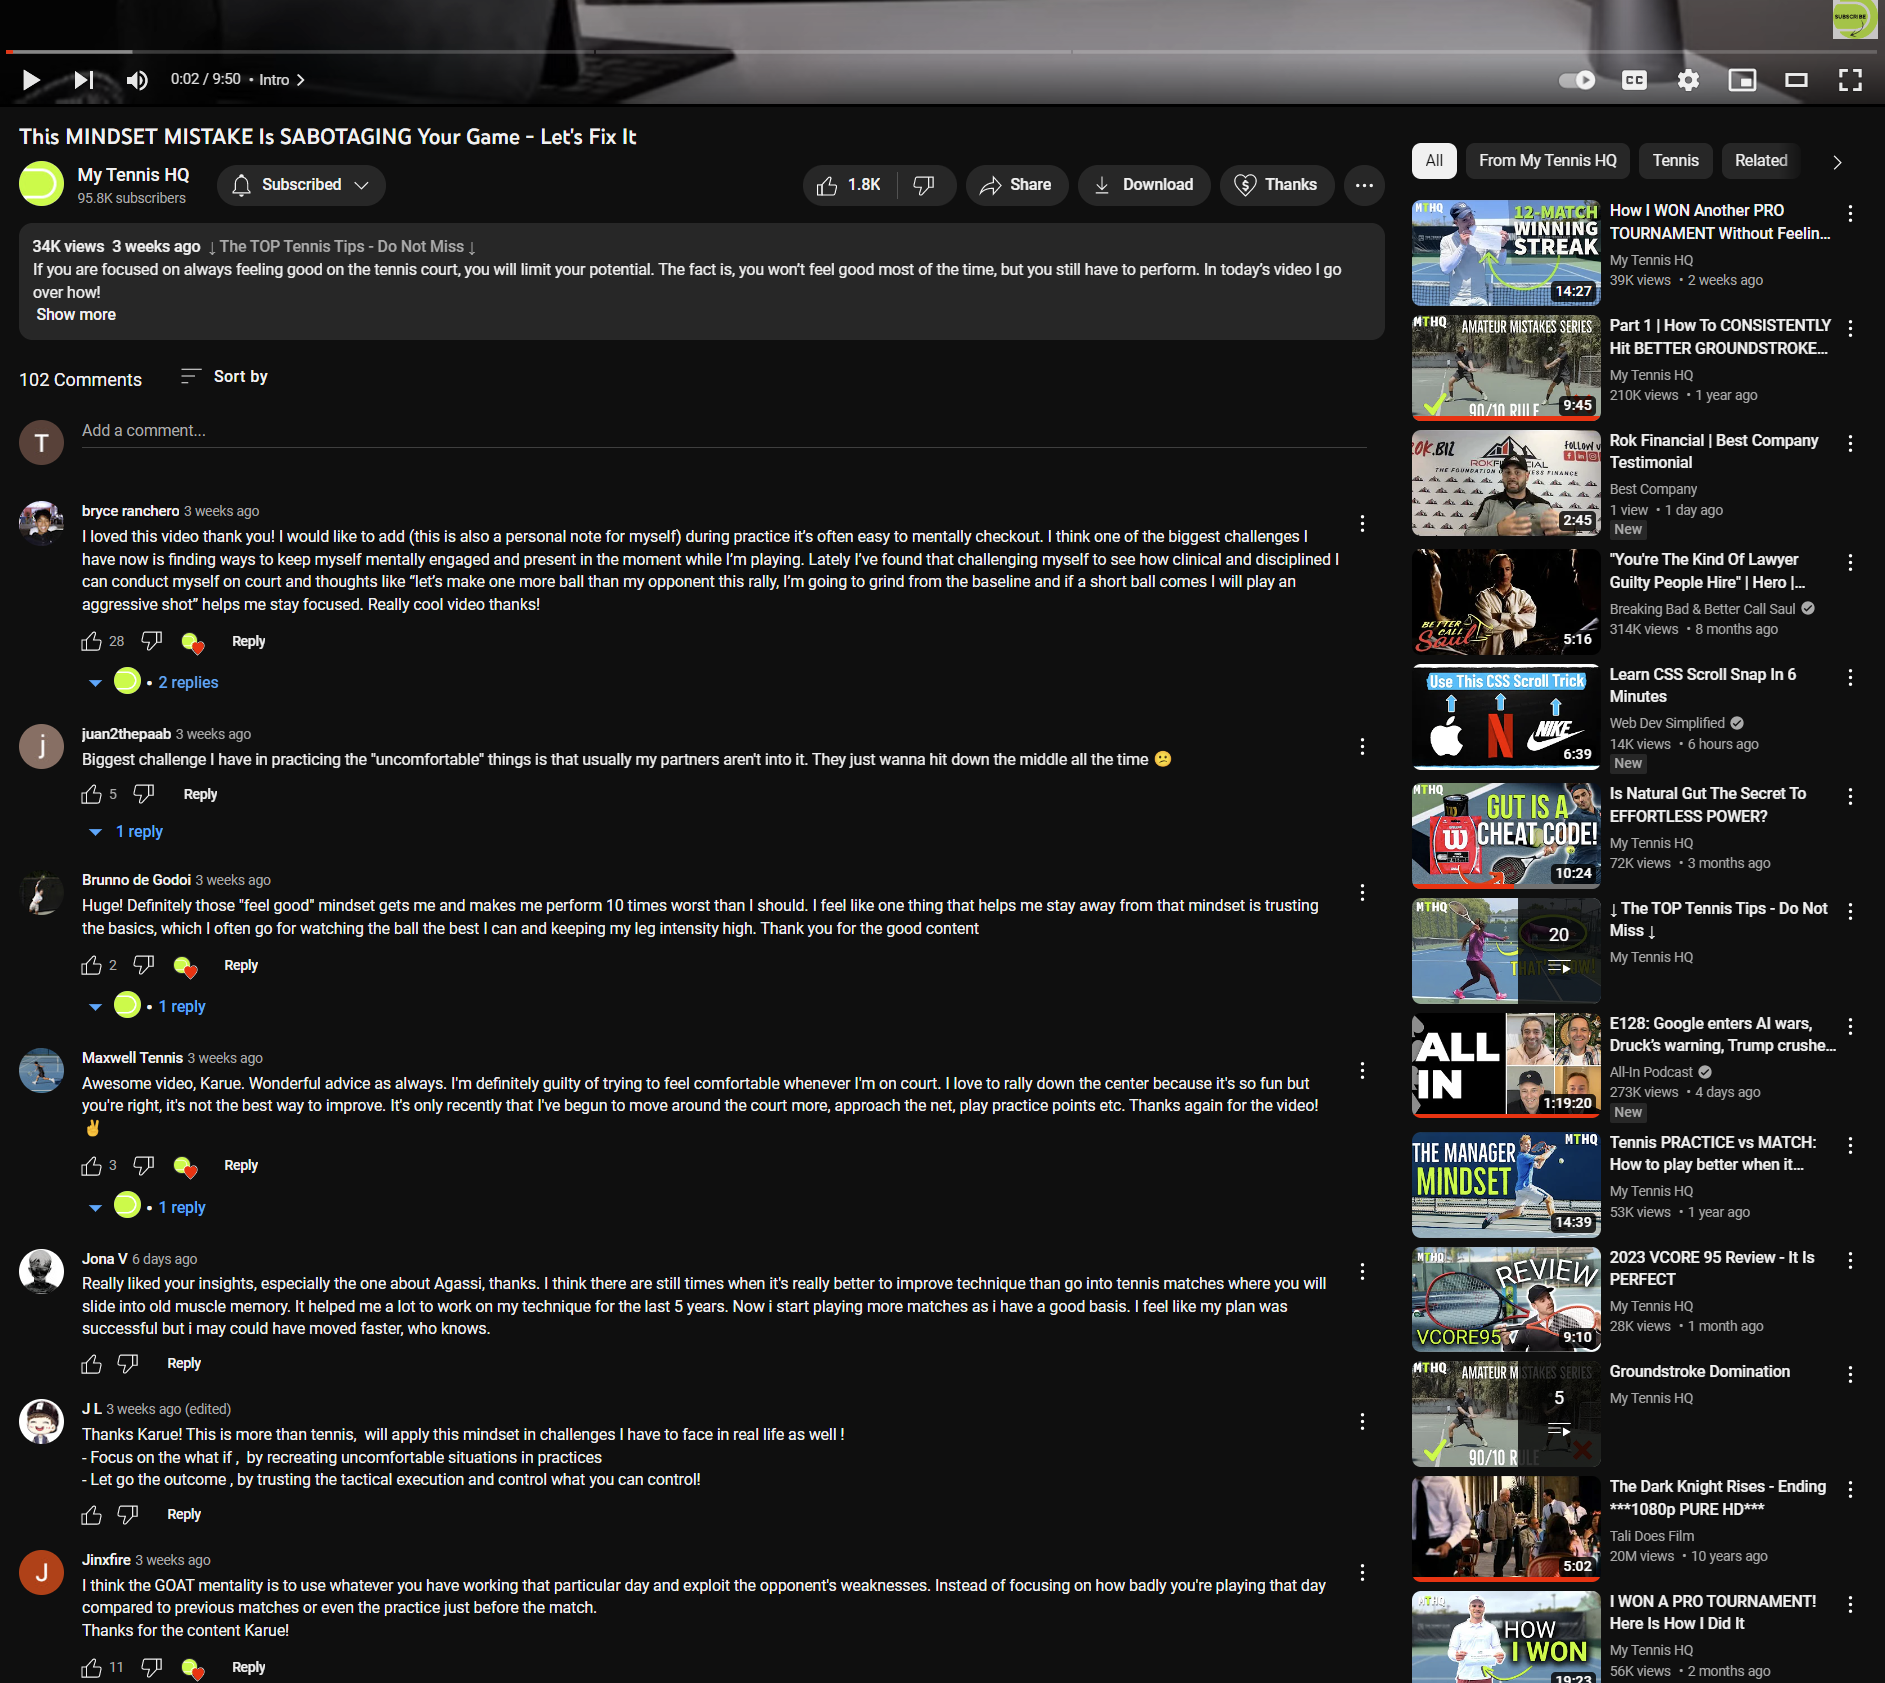 SUBSCRIBE
0:02 / 9:50 • Intro
CC
This MINDSET MISTAKE Is SABOTAGING Your Game - Let's Fix It
My Tennis HQ
95.8K subscribers
Subscribed
1.8K
Share
Download
Thanks
34K views 3 weeks ago ↓ The TOP Tennis Tips - Do Not Miss ↓
If you are focused on always feeling good on the tennis court, you will limit your potential. The fact is, you won't feel good most of the time, but you still have to perform. In today's video I go
over how!
Show more
102 Comments
Sort by
T
Add a comment...
bryce ranchero 3 weeks ago
I loved this video thank you! I would like to add (this is also a personal note for myself) during practice it's often easy to mentally checkout. I think one of the biggest challenges I
have now is finding ways to keep myself mentally engaged and present in the moment while I'm playing. Lately I've found that challenging myself to see how clinical and disciplined I
can conduct myself on court and thoughts like “let's make one more ball than my opponent this rally, I'm going to grind from the baseline and if a short ball comes I will play an
aggressive shot” helps me stay focused. Really cool video thanks!
28
Reply
• 2 replies
j
juan2thepaab 3 weeks ago
Biggest challenge I have in practicing the "uncomfortable" things is that usually my partners aren't into it. They just wanna hit down the middle all the time 😕
5
Reply
1 reply
Brunno de Godoi 3 weeks ago
Huge! Definitely those "feel good" mindset gets me and makes me perform 10 times worst than I should. I feel like one thing that helps me stay away from that mindset is trusting
the basics, which I often go for watching the ball the best I can and keeping my leg intensity high. Thank you for the good content
2
Reply
• 1 reply
Maxwell Tennis 3 weeks ago
Awesome video, Karue. Wonderful advice as always. I'm definitely guilty of trying to feel comfortable whenever I'm on court. I love to rally down the center because it's so fun but
you're right, it's not the best way to improve. It's only recently that I've begun to move around the court more, approach the net, play practice points etc. Thanks again for the video!
✌
3
Reply
• 1 reply
Jona V 6 days ago
Really liked your insights, especially the one about Agassi, thanks. I think there are still times when it's really better to improve technique than go into tennis matches where you will
slide into old muscle memory. It helped me a lot to work on my technique for the last 5 years. Now i start playing more matches as i have a good basis. I feel like my plan was
successful but i may could have moved faster, who knows.
Reply
J L 3 weeks ago (edited)
Thanks Karue! This is more than tennis,  will apply this mindset in challenges I have to face in real life as well !
- Focus on the what if ,  by recreating uncomfortable situations in practices
- Let go the outcome , by trusting the tactical execution and control what you can control!
Reply
J
Jinxfire 3 weeks ago
I think the GOAT mentality is to use whatever you have working that particular day and exploit the opponent's weaknesses. Instead of focusing on how badly you're playing that day
compared to previous matches or even the practice just before the match.
Thanks for the content Karue!
11
Reply
All
From My Tennis HQ
Tennis
Related
MTHQ
12-MATCH
WINNING
STREAK
14:27
How I WON Another PRO
TOURNAMENT Without Feelin...
My Tennis HQ
39K views • 2 weeks ago
MTHQ
AMATEUR MISTAKES SERIES
90/10 RULE
9:45
Part 1 | How To CONSISTENTLY
Hit BETTER GROUNDSTROKE...
My Tennis HQ
210K views • 1 year ago
OK.BIZ
FOLLOW
2:45
Rok Financial | Best Company
Testimonial
Best Company
1 view • 1 day ago
New
BETTER
CALL
Saul
5:16
"You're The Kind Of Lawyer
Guilty People Hire" | Hero |...
Breaking Bad & Better Call Saul
314K views • 8 months ago
Use This CSS Scroll Trick
N
NIKE
6:39
Learn CSS Scroll Snap In 6
Minutes
Web Dev Simplified
14K views • 6 hours ago
New
MTHQ
GUT IS A
CHEAT CODE!
W
10:24
Is Natural Gut The Secret To
EFFORTLESS POWER?
My Tennis HQ
72K views • 3 months ago
MTHQ
20
↓ The TOP Tennis Tips - Do Not
Miss ↓
My Tennis HQ
ALL
IN
1:19:20
E128: Google enters AI wars,
Druck's warning, Trump crushe...
All-In Podcast
273K views • 4 days ago
New
MTHQ
THE MANAGER
MINDSET
14:39
Tennis PRACTICE vs MATCH:
How to play better when it...
My Tennis HQ
53K views • 1 year ago
MTHQ
REVIEW
VCORE95
9:10
2023 VCORE 95 Review - It Is
PERFECT
My Tennis HQ
28K views • 1 month ago
MTHQ
AMATEUR MISTAKES SERIES
5
90/10 RULE
Groundstroke Domination
My Tennis HQ
5:02
The Dark Knight Rises - Ending
***1080p PURE HD***
Tali Does Film
20M views • 10 years ago
MTHQ
HOW
I WON
19:23
I WON A PRO TOURNAMENT!
Here Is How I Did It
My Tennis HQ
56K views • 2 months ago